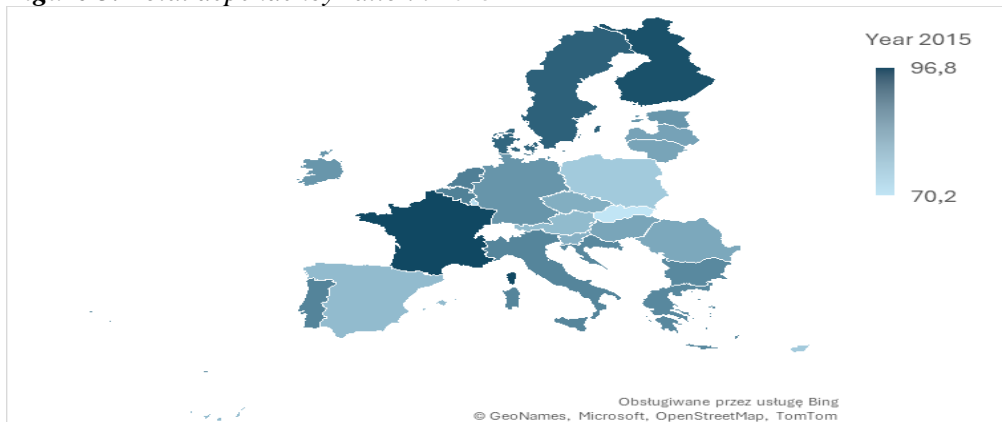 Year 2015
96,8
70,2
Obsługiwane przez usługę Bing
© GeoNames, Microsoft, OpenStreetMap, TomTom